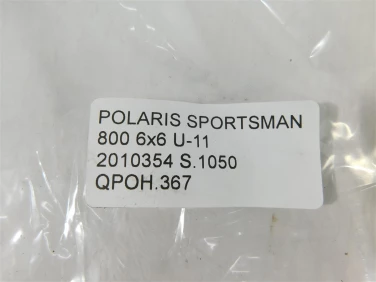 POLARIS SPORTSMAN
800 6x6 U-11
2010354 S.1050
QPOH.367